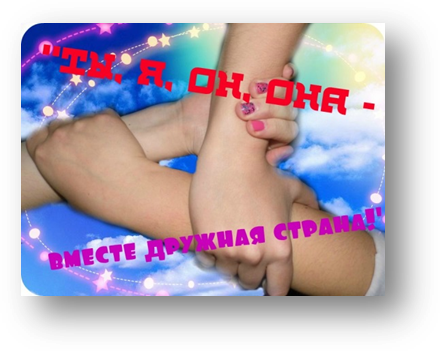 "ТЫ, Я, ОН, ОНА -
ВМЕСТЕ ДРУЖНАЯ СТРАНА!"